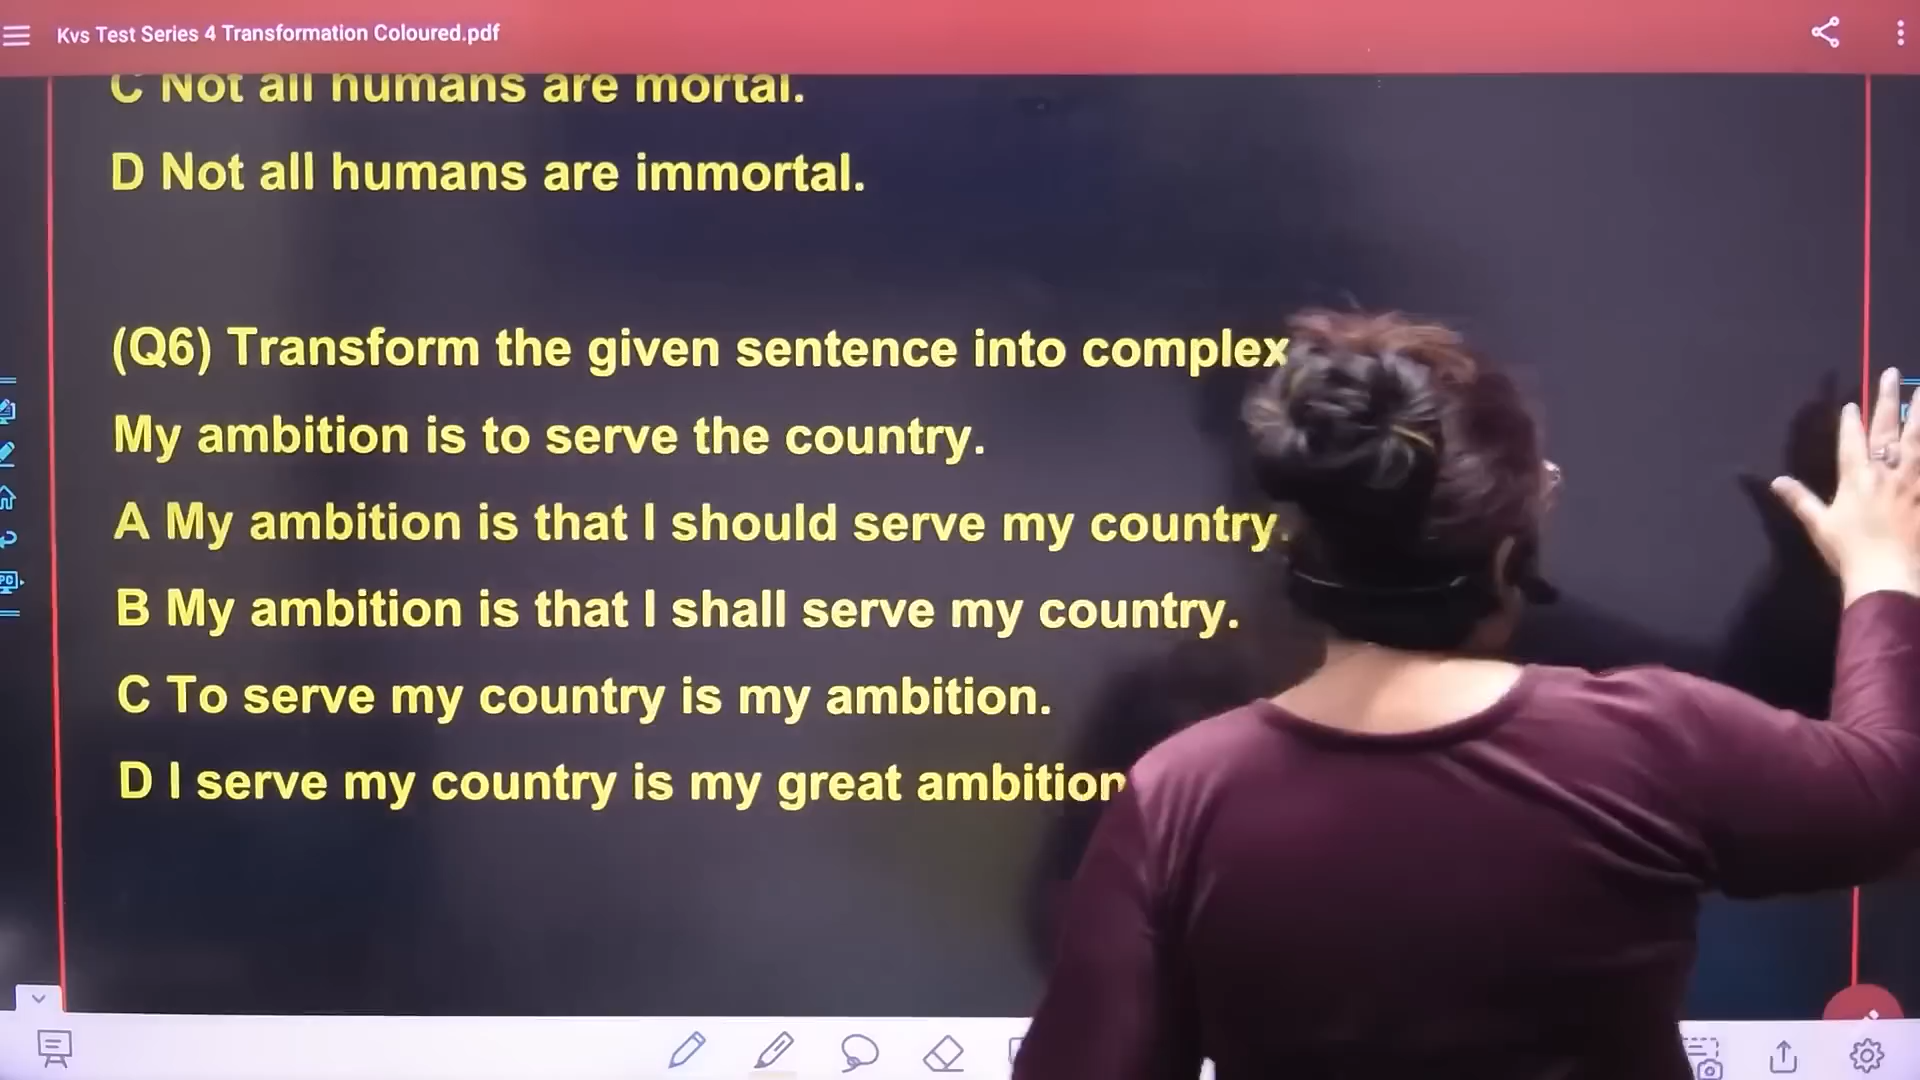 Kvs Test Series 4 Transformation Coloured.pdf
C Not all humans are mortal.
D Not all humans are immortal.
(Q6) Transform the given sentence into complex
My ambition is to serve the country.
A My ambition is that I should serve my country.
B My ambition is that I shall serve my country.
C To serve my country is my ambition.
D I serve my country is my great ambition